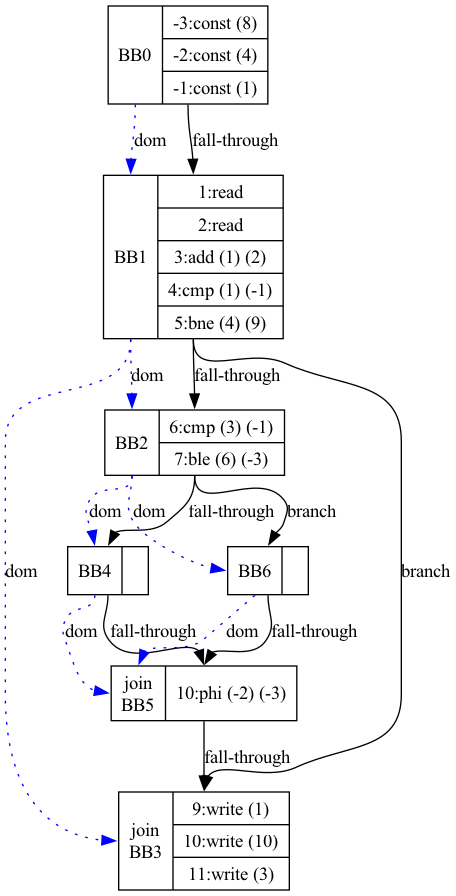 BB0
-3:const (8)
-2:const (4)
-1:const (1)
dom
fall-through
BB1
1:read
2:read
3:add (1) (2)
4:cmp (1) (-1)
5:bne (4) (9)
dom
fall-through
BB2
6:cmp (3) (-1)
7:ble (6) (-3)
dom
dom
fall-through
branch
BB4
BB6
dom
branch
dom
fall-through
dom
fall-through
join
BB5
10:phi (-2) (-3)
fall-through
join
BB3
9:write (1)
10:write (10)
11:write (3)